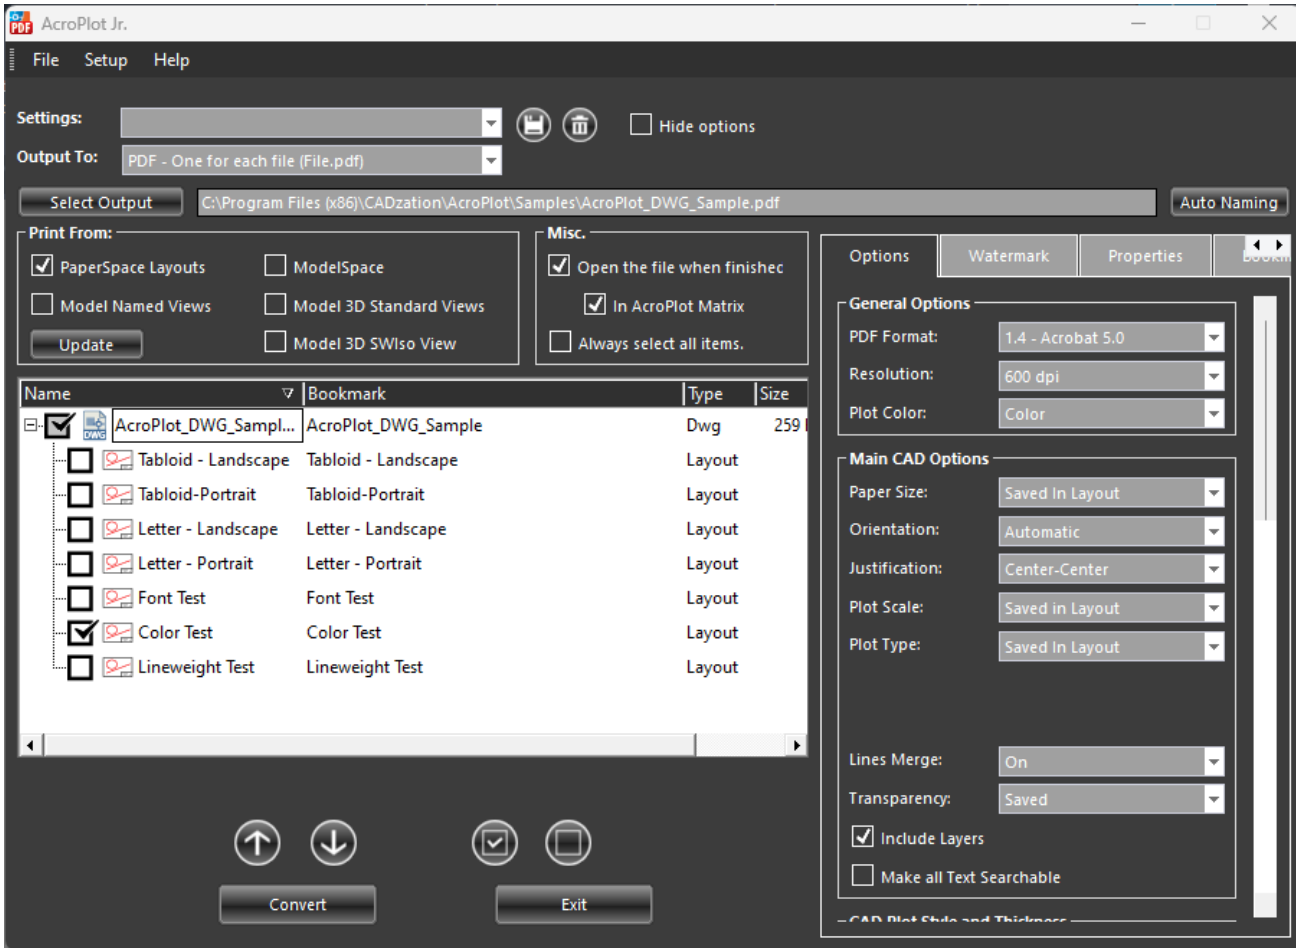 PDF AcroPlot Jr.
File Setup Help
Settings:
Hide options
Output To: PDF - One for each file (File.pdf)
Select Output C:\Program Files (x86)\CADzation\AcroPlot\Samples\AcroPlot_DWG_Sample.pdf Auto Naming
Print From:
PaperSpace Layouts ModelSpace
Model Named Views Model 3D Standard Views
Update Model 3D SWIso View
Misc.
Open the file when finishec
In AcroPlot Matrix
Always select all items.
Name Bookmark Type Size
DWG AcroPlot_DWG_Sampl... AcroPlot_DWG_Sample Dwg 259
Tabloid - Landscape Tabloid - Landscape Layout
Tabloid-Portrait Tabloid-Portrait Layout
Letter - Landscape Letter - Landscape Layout
Letter - Portrait Letter - Portrait Layout
Font Test Font Test Layout
Color Test Color Test Layout
Lineweight Test Lineweight Test Layout
Convert Exit
Options Watermark Properties
General Options
PDF Format: 1.4 - Acrobat 5.0
Resolution: 600 dpi
Plot Color: Color
Main CAD Options
Paper Size: Saved In Layout
Orientation: Automatic
Justification: Center-Center
Plot Scale: Saved in Layout
Plot Type: Saved In Layout
Lines Merge: On
Transparency: Saved
Include Layers
Make all Text Searchable
CAD Plot Style and Thickness